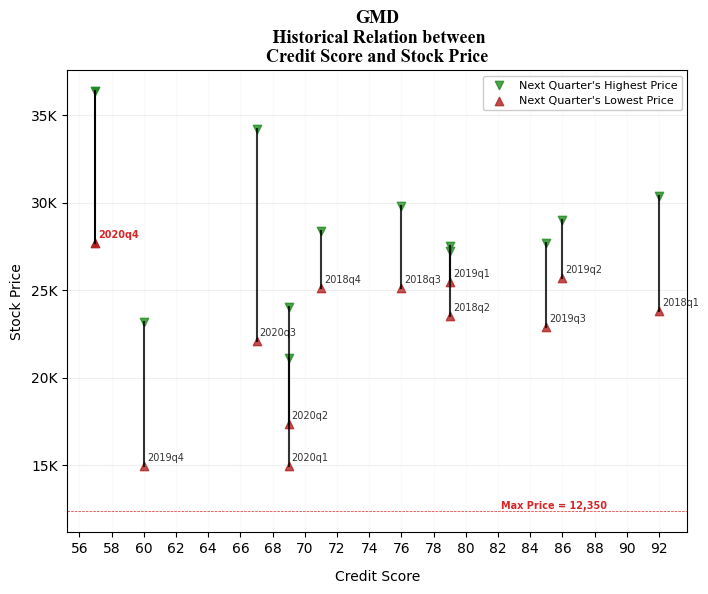 GMD
Historical Relation between
Credit Score and Stock Price
Next Quarter's Highest Price
Next Quarter's Lowest Price
35K
30K
25K
20K
15K
Stock Price
2020q4
2019q4
2020q3
2020q2
2020q1
2018q4
2018q3
2019q1
2018q2
2019q3
2019q2
2018q1
Max Price = 12,350
56 58 60 62 64 66 68 70 72 74 76 78 80 82 84 86 88 90 92
Credit Score